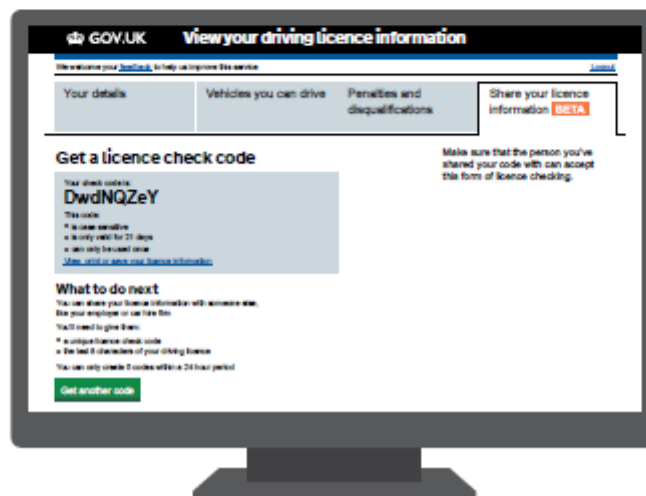 GOV.UK View your driving licence information
We welcome your feedback to help us improve this service Logout
Your details Vehicles you can drive Penalties and disqualifications Share your licence information BETA
Get a licence check code
Your check code is:
DwdNQZeY
This code:
• is case sensitive
• is only valid for 21 days
• can only be used once
View, print or save your licence information
Make sure that the person you've
shared your code with can accept
this form of licence checking.
What to do next
You can share your licence information with someone else,
like your employer or car hire firm
You'll need to give them:
• a unique licence check code
• the last 8 characters of your driving licence
You can only create 5 codes within a 24 hour period
Get another code